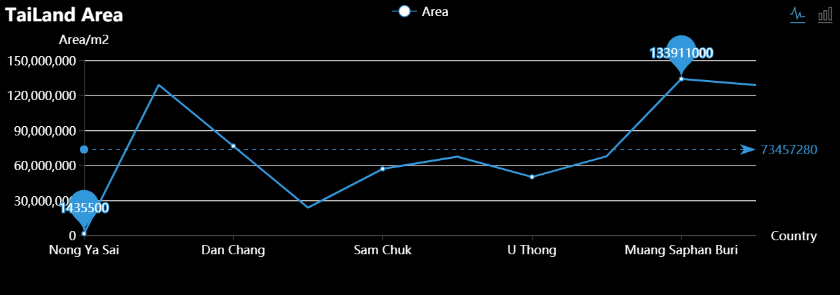 TaiLand Area
Area
Area/m2
150,000,000
133911000
120,000,000
90,000,000
73457280
60,000,000
30,000,000
1435500
0
Country
Nong Ya Sai
Dan Chang
Sam Chuk
U Thong
Muang Saphan Buri